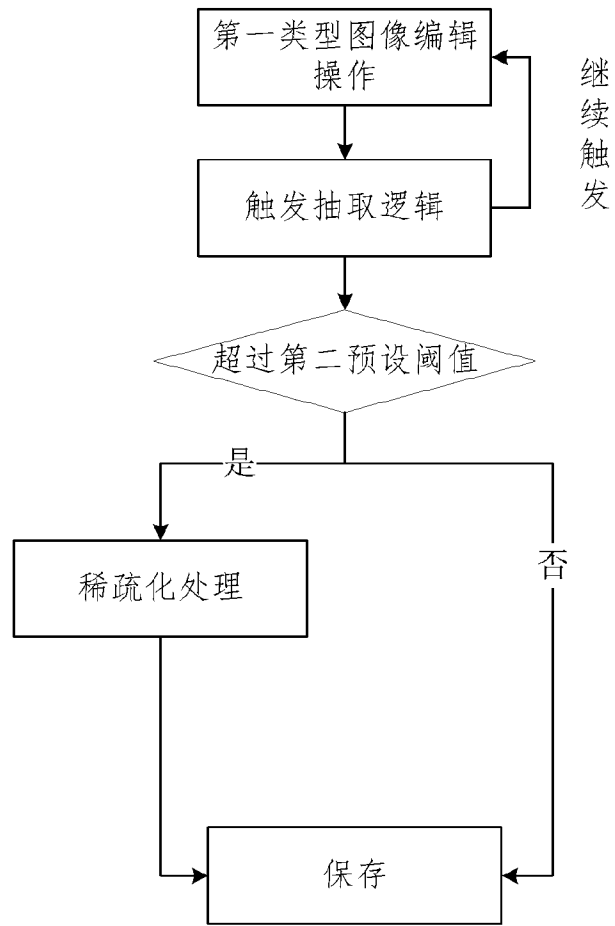 第一类型图像编辑
操作
继续触发
触发抽取逻辑
超过第二预设阈值
是
否
稀疏化处理
保存